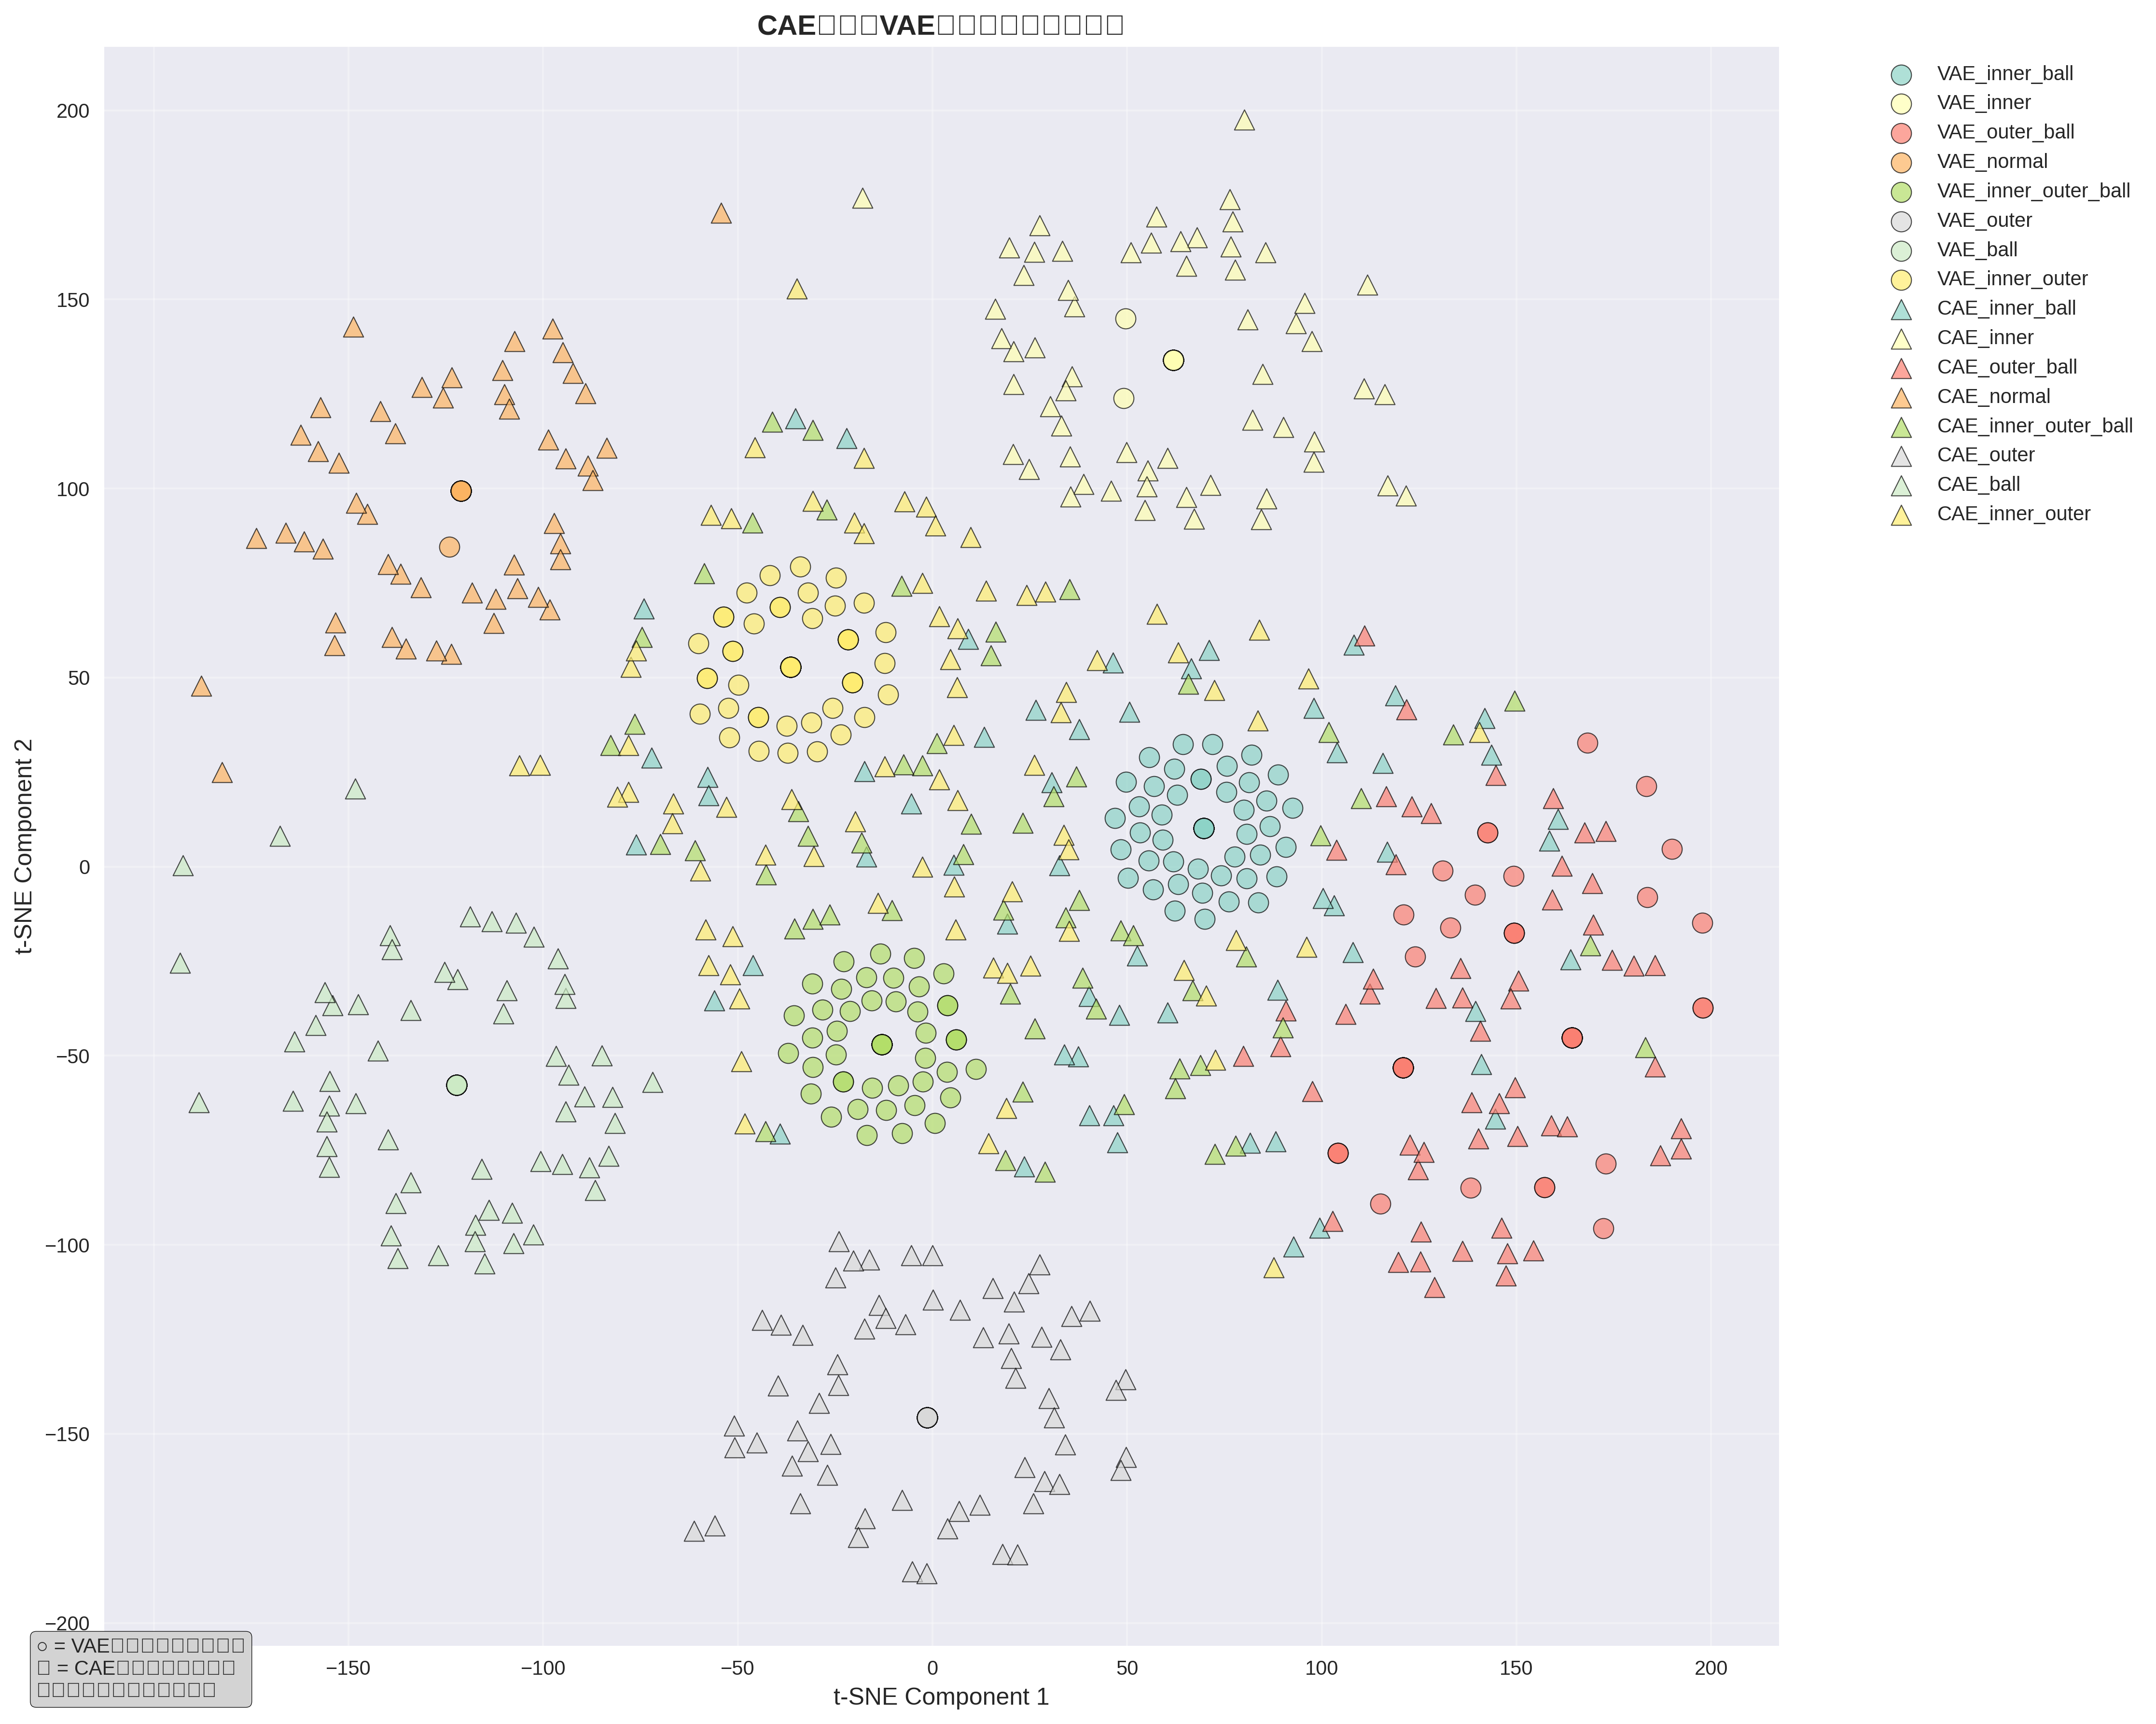 CAE□□□VAE□□□□□□□□□
200
150
100
50
0
−50
−100
−150
−200
t-SNE Component 2
−150
−100
−50
0
50
100
150
200
t-SNE Component 1
VAE_inner_ball
VAE_inner
VAE_outer_ball
VAE_normal
VAE_inner_outer_ball
VAE_outer
VAE_ball
VAE_inner_outer
CAE_inner_ball
CAE_inner
CAE_outer_ball
CAE_normal
CAE_inner_outer_ball
CAE_outer
CAE_ball
CAE_inner_outer
○ = VAE□□□□□□□□□
□ = CAE□□□□□□□□
□□□□□□□□□□□□